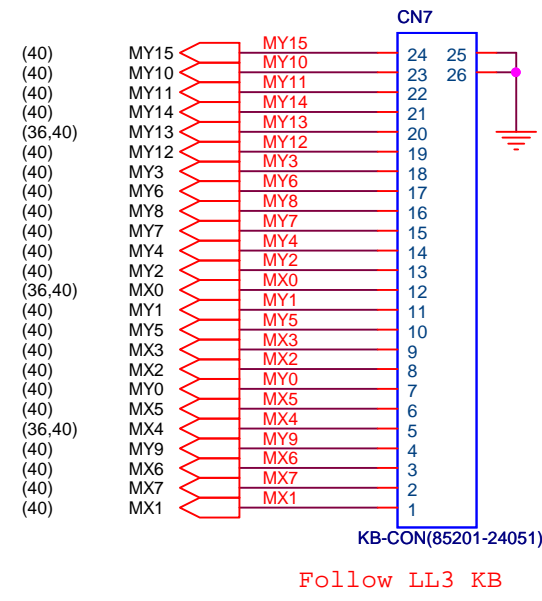 CN7
(40) MY15 MY15 24 25
(40) MY10 MY10 23 26
(40) MY11 MY11 22
(40) MY14 MY14 21
(36,40) MY13 MY13 20
(40) MY12 MY12 19
(40) MY3 MY3 18
(40) MY6 MY6 17
(40) MY8 MY8 16
(40) MY7 MY7 15
(40) MY4 MY4 14
(40) MY2 MY2 13
(36,40) MX0 MX0 12
(40) MY1 MY1 11
(40) MY5 MY5 10
(40) MX3 MX3 9
(40) MX2 MX2 8
(40) MY0 MY0 7
(40) MX5 MX5 6
(36,40) MX4 MX4 5
(40) MY9 MY9 4
(40) MX6 MX6 3
(40) MX7 MX7 2
(40) MX1 MX1 1
KB-CON(85201-24051)
Follow LL3 KB